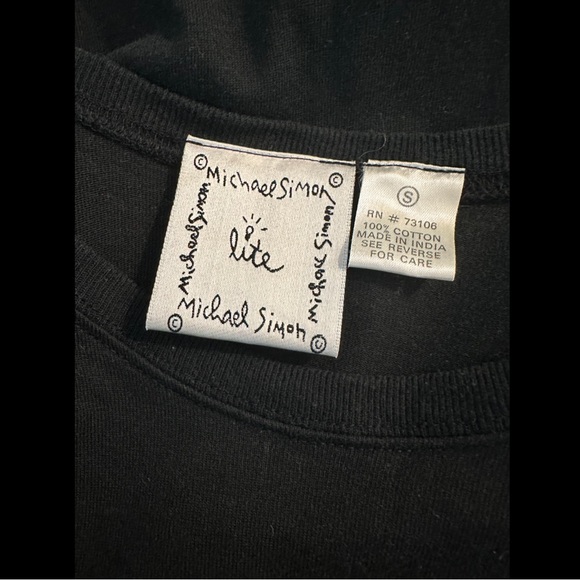 © Michael Simon ©
Michael Simon
lite
Michael Simon
© Michael Simon ©
S
RN # 73106
100% COTTON
MADE IN INDIA
SEE REVERSE
FOR CARE